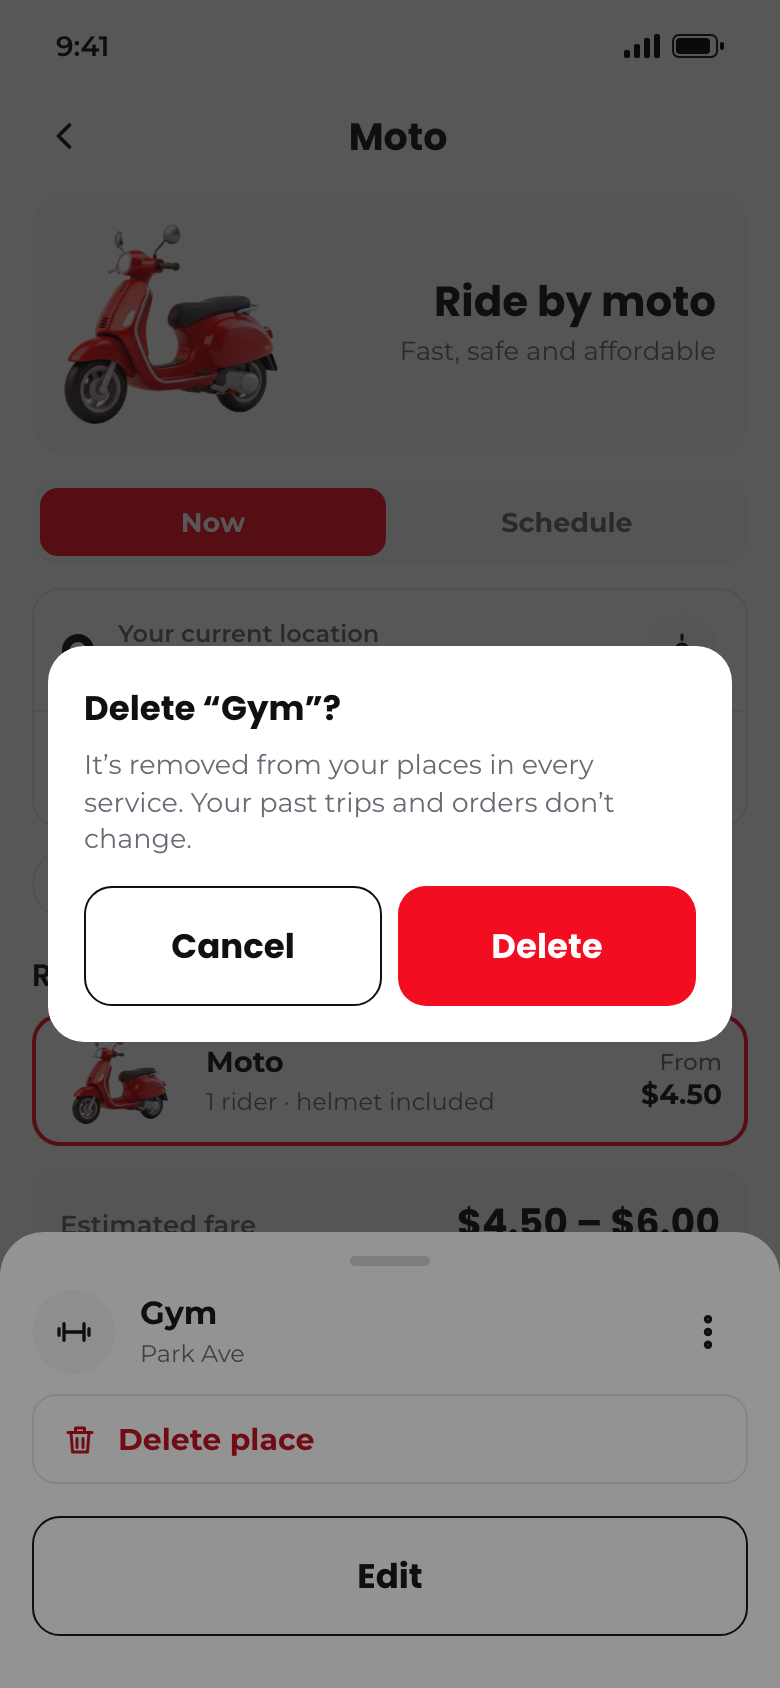 9:41
Moto
Ride by moto
Fast, safe and affordable
Now
Schedule
Your current location
Delete “Gym”?
It’s removed from your places in every
service. Your past trips and orders don’t
change.
Cancel
Delete
Moto
From
1 rider · helmet included
$4.50
Estimated fare
$4.50 – $6.00
Gym
Park Ave
Delete place
Edit